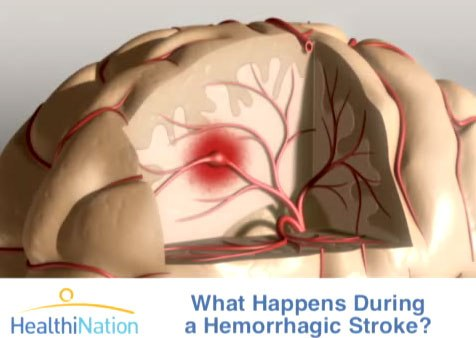 What Happens During
a Hemorrhagic Stroke?
HealthiNation